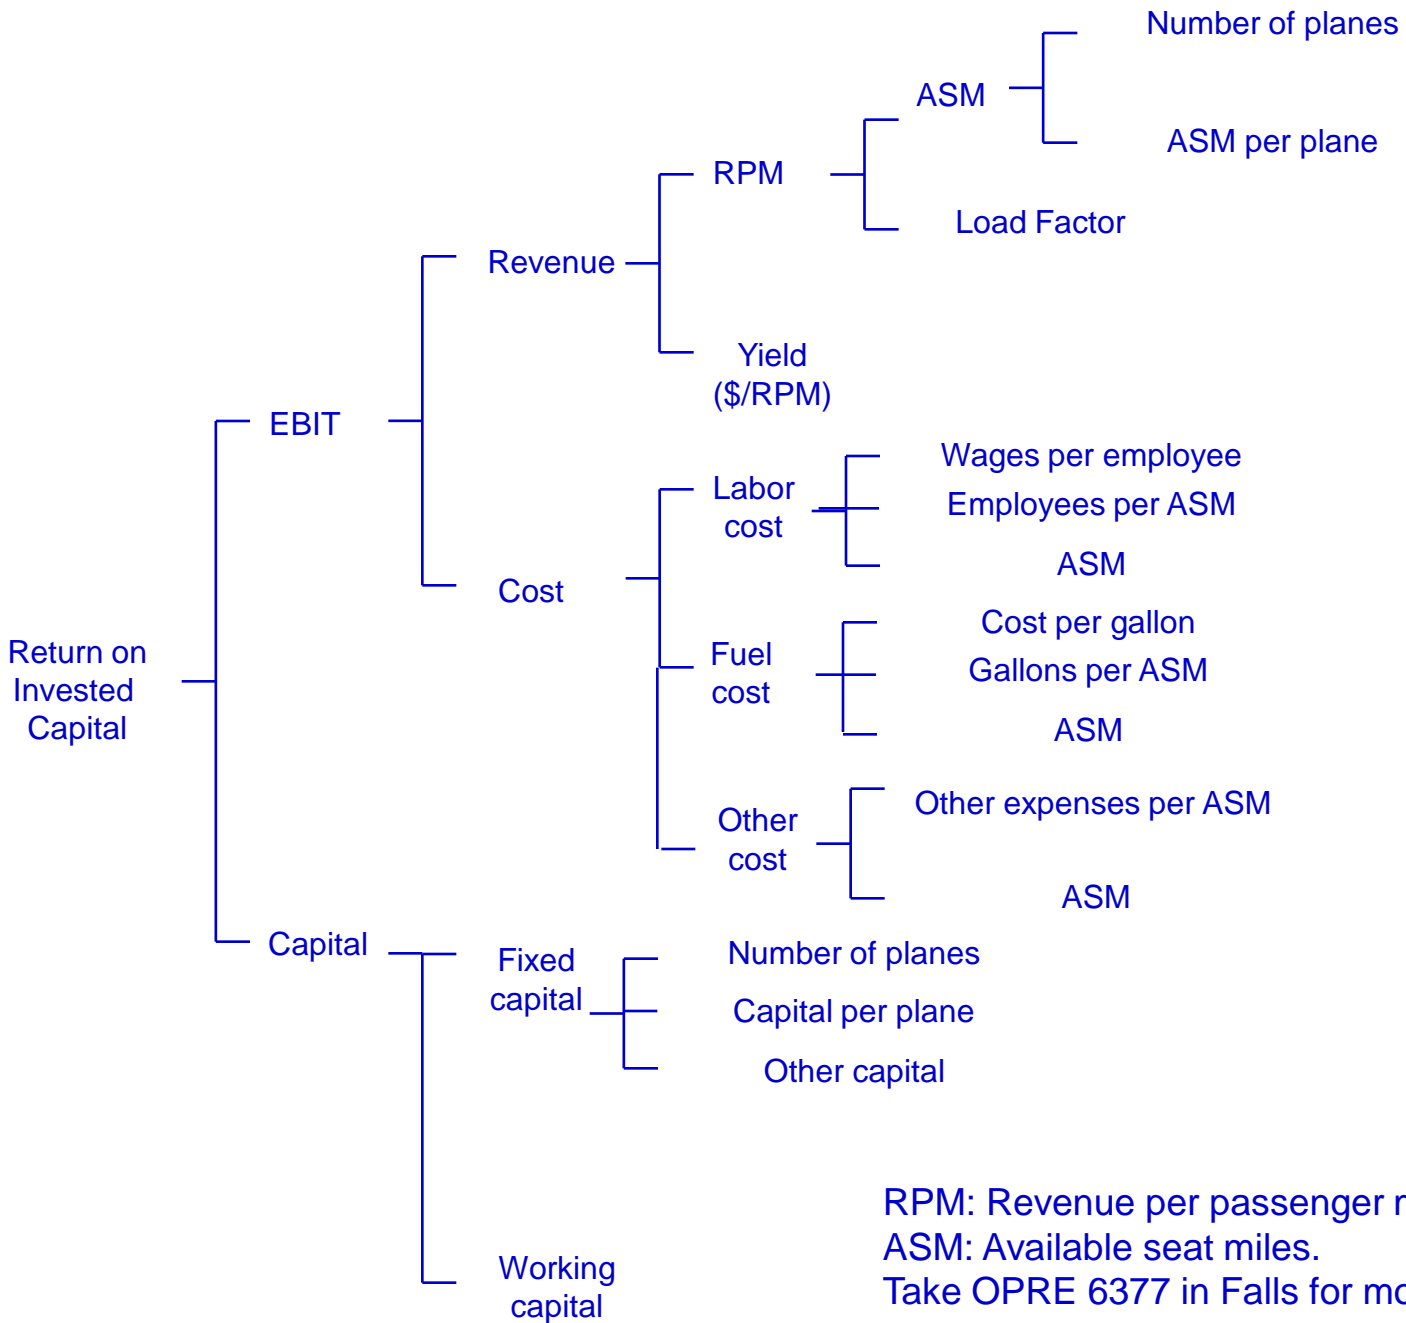 Number of planes
ASM
ASM per plane
RPM
Load Factor
Revenue
Yield
($/RPM)
EBIT
Wages per employee
Labor
cost
Employees per ASM
ASM
Cost
Cost per gallon
Fuel
cost
Gallons per ASM
ASM
Return on
Invested
Capital
Other expenses per ASM
Other
cost
ASM
Capital
Fixed
capital
Number of planes
Capital per plane
Other capital
Working
capital
RPM: Revenue per passenger
ASM: Available seat miles.
Take OPRE 6377 in Falls for